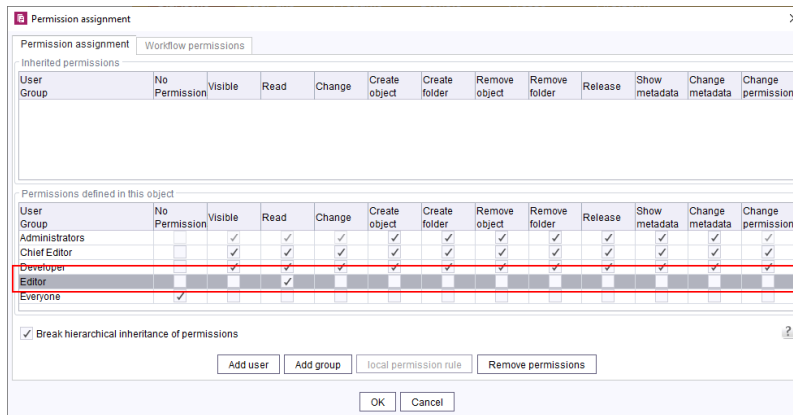 Permission assignment
Permission assignment Workflow permissions
Inherited permissions
User Group No Permission Visible Read Change Create object Create folder Remove object Remove folder Release Show metadata Change metadata Change permission
Permissions defined in this object
User Group No Permission Visible Read Change Create object Create folder Remove object Remove folder Release Show metadata Change metadata Change permission
Administrators
Chief Editor
Developer
Editor
Everyone
Break hierarchical inheritance of permissions ?
Add user Add group local permission rule Remove permissions
OK Cancel